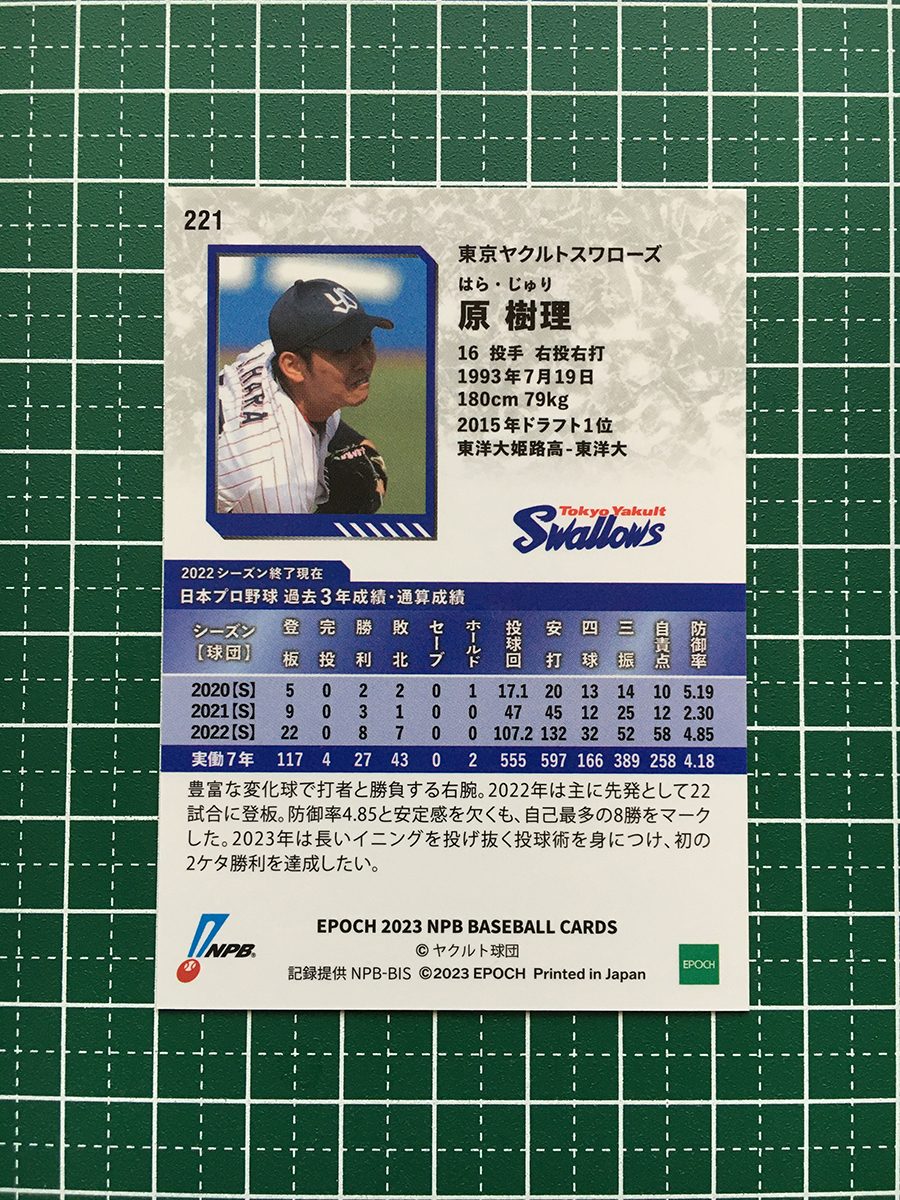 221
東京ヤクルトスワローズ
はら・じゅり
原 樹理
16 投手 右投右打
1993年7月19日
180cm 79kg
2015年ドラフト1位
東洋大姫路高-東洋大
J.HARA
Tokyo Yakult
Swallows
2022シーズン終了現在
日本プロ野球 過去3年成績・通算成績
シーズン【球団】 登板 完投 勝利 敗北 セーブ ホールド 投球回 安打 四球 三振 自責点 防御率
2020【S】 5 0 2 2 0 1 17.1 20 13 14 10 5.19
2021【S】 9 0 3 1 0 0 47 45 12 25 12 2.30
2022【S】 22 0 8 7 0 0 107.2 132 32 52 58 4.85
実働7年 117 4 27 43 0 2 555 597 166 389 258 4.18
豊富な変化球で打者と勝負する右腕。2022年は主に先発として22
試合に登板。防御率4.85と安定感を欠くも、自己最多の8勝をマーク
した。2023年は長いイニングを投げ抜く投球術を身につけ、初の
2ケタ勝利を達成したい。
NPB®
EPOCH 2023 NPB BASEBALL CARDS
© ヤクルト球団
記録提供 NPB-BIS ©2023 EPOCH Printed in Japan
EPOCH